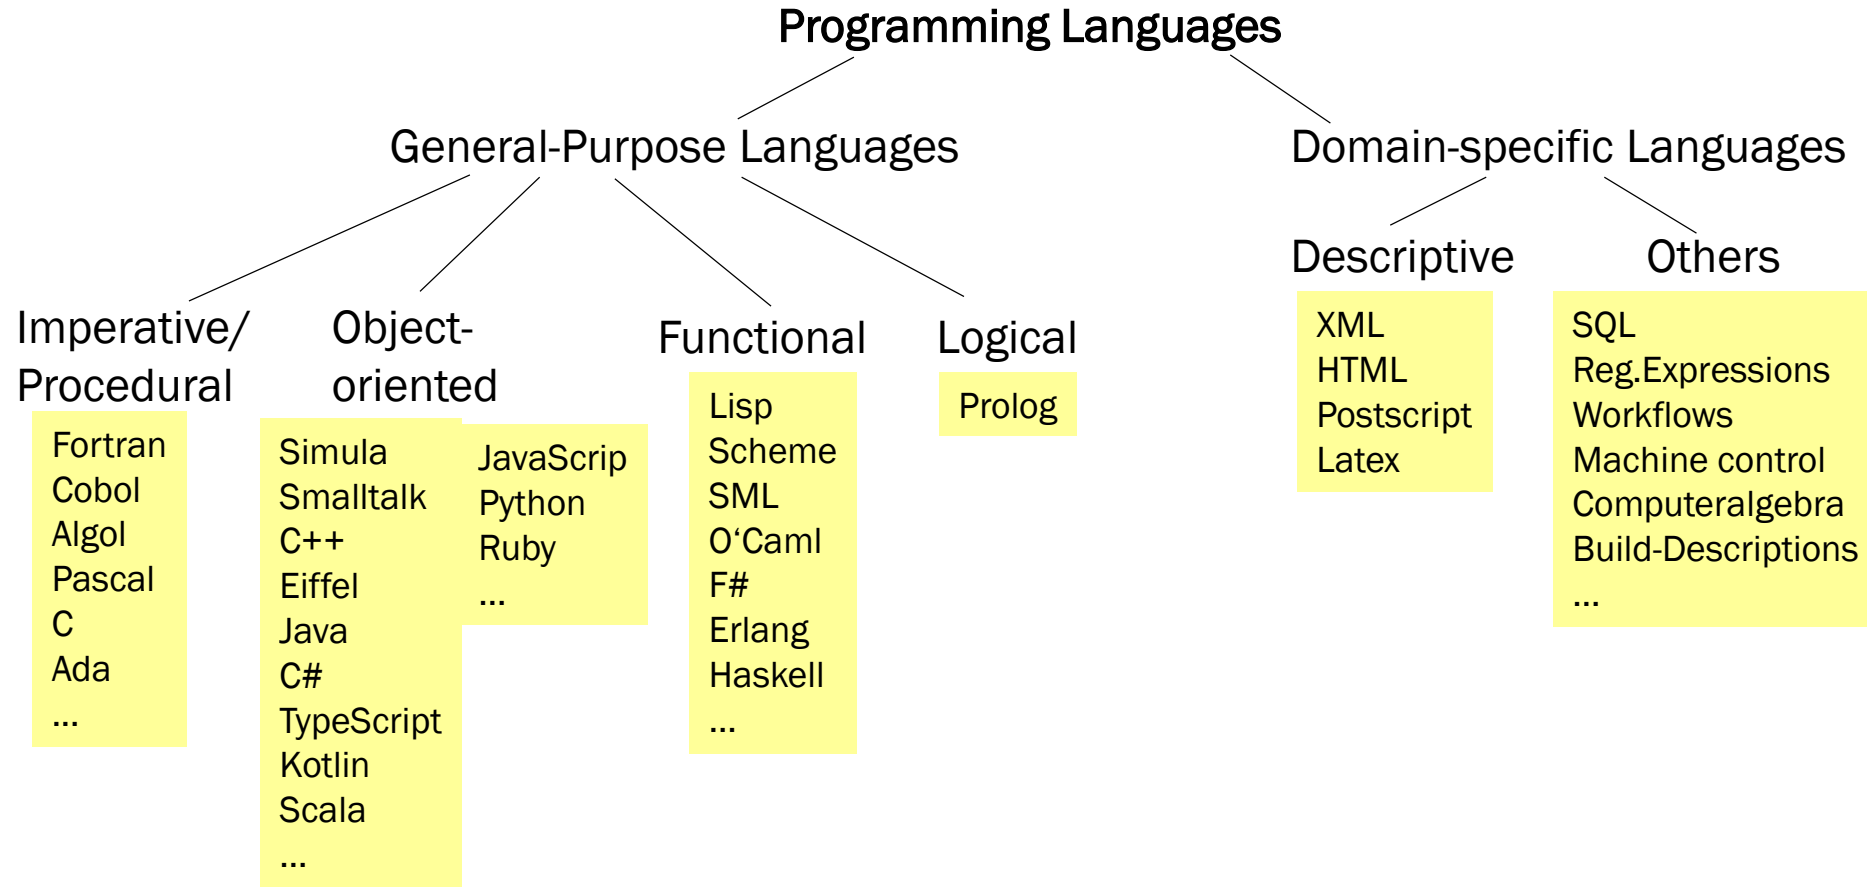 Programming Languages
General-Purpose Languages
Domain-specific Languages
Imperative/
Procedural
Fortran
Cobol
Algol
Pascal
C
Ada
...
Object-
oriented
Simula
Smalltalk
C++
Eiffel
Java
C#
TypeScript
Kotlin
Scala
...
JavaScrip
Python
Ruby
...
Functional
Lisp
Scheme
SML
O‘Caml
F#
Erlang
Haskell
...
Logical
Prolog
Descriptive
XML
HTML
Postscript
Latex
Others
SQL
Reg.Expressions
Workflows
Machine control
Computeralgebra
Build-Descriptions
...